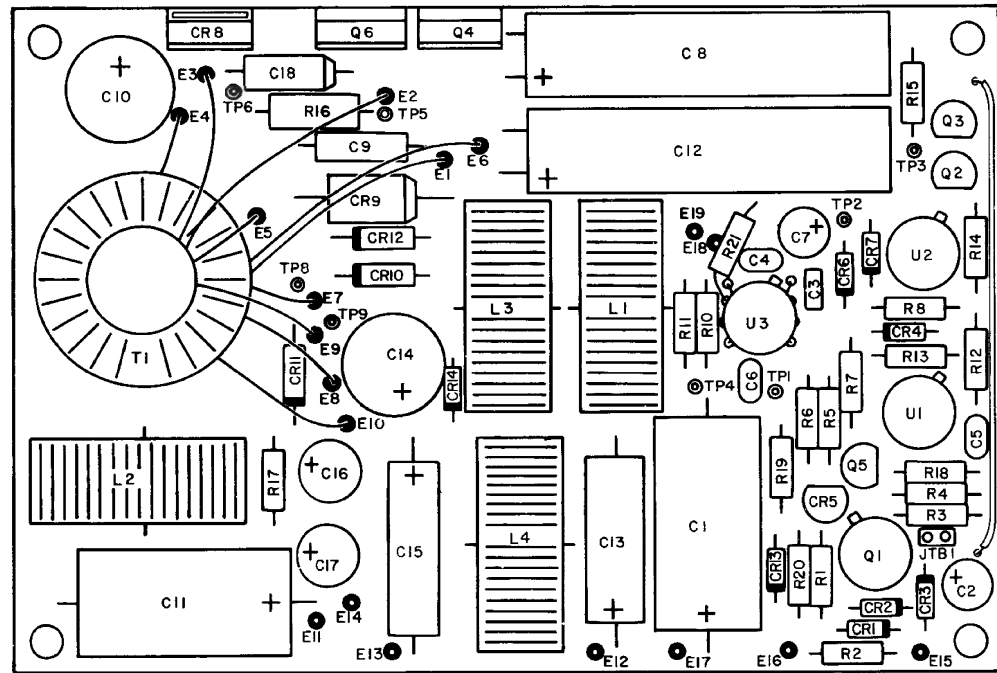 CR8
Q6
Q4
C8
+
C10
+
E3
C18
TP6
E2
R16
TP5
R15
Q3
E4
C9
E6
C12
+
E1
TP3
Q2
CR9
E5
CR12
E19
E18
R21
C7
+
TP2
CR7
U2
R14
C4
CR6
TP8
CR10
C3
E7
TP9
L3
L1
R11
R10
U3
R8
CR4
T1
E9
C14
+
CR11
CR14
R13
R12
E8
TP4
C6
TP1
R7
U1
E10
R6
R5
C5
L2
R17
+
C16
+
C15
L4
C13
+
C1
+
R19
Q5
R18
CR5
R4
R3
+
C17
CR13
R20
R1
Q1
JTB1
C11
+
E14
E11
CR2
CR1
CR3
+
C2
E13
E12
E17
E16
R2
E15